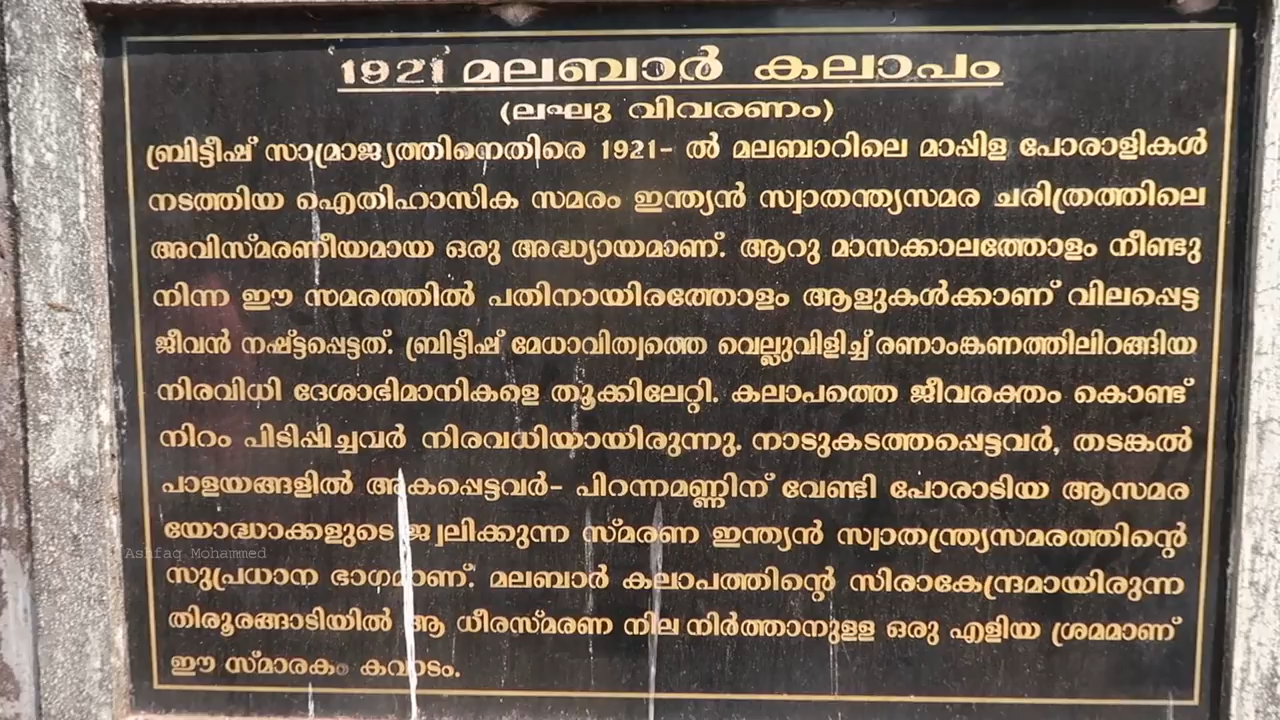 1921 മലബാർ കലാപം
(ലഘു വിവരണം)
ബ്രിട്ടീഷ് സാമ്രാജ്യത്തിനെതിരെ 1921- ൽ മലബാറിലെ മാപ്പിള പോരാളികൾ
നടത്തിയ ഐതിഹാസിക സമരം ഇന്ത്യൻ സ്വാതന്ത്യസമര ചരിത്രത്തിലെ
അവിസ്മരണീയമായ ഒരു അദ്ധ്യായമാണ്. ആറു മാസക്കാലത്തോളം നീണ്ടു
നിന്ന ഈ സമരത്തിൽ പതിനായിരത്തോളം ആളുകൾക്കാണ് വിലപ്പെട്ട
ജീവൻ നഷ്ട്ടപ്പെട്ടത്. ബ്രിട്ടീഷ് മേധാവിത്വത്തെ വെല്ലുവിളിച്ച് രണാംങ്കണത്തിലിറങ്ങിയ
നിരവിധി ദേശാഭിമാനികളെ തൂക്കിലേറ്റി. കലാപത്തെ ജീവരക്തം കൊണ്ട്
നിറം പിടിപ്പിച്ചവർ നിരവധിയായിരുന്നു. നാടുകടത്തപ്പെട്ടവർ, തടങ്കൽ
പാളയങ്ങളിൽ അകപ്പെട്ടവർ- പിറന്നമണ്ണിന് വേണ്ടി പോരാടിയ ആസമര
യോദ്ധാക്കളുടെ ജ്വലിക്കുന്ന സ്മരണ ഇന്ത്യൻ സ്വാതന്ത്ര്യസമരത്തിന്റെ
Ashfaq Mohammed
സുപ്രധാന ഭാഗമാണ്. മലബാർ കലാപത്തിന്റെ സിരാകേന്ദ്രമായിരുന്ന
തിരൂരങ്ങാടിയിൽ ആ ധീരസ്മരണ നില നിർത്താനുള്ള ഒരു എളിയ ശ്രമമാണ്
ഈ സ്മാരകം കവാടം.